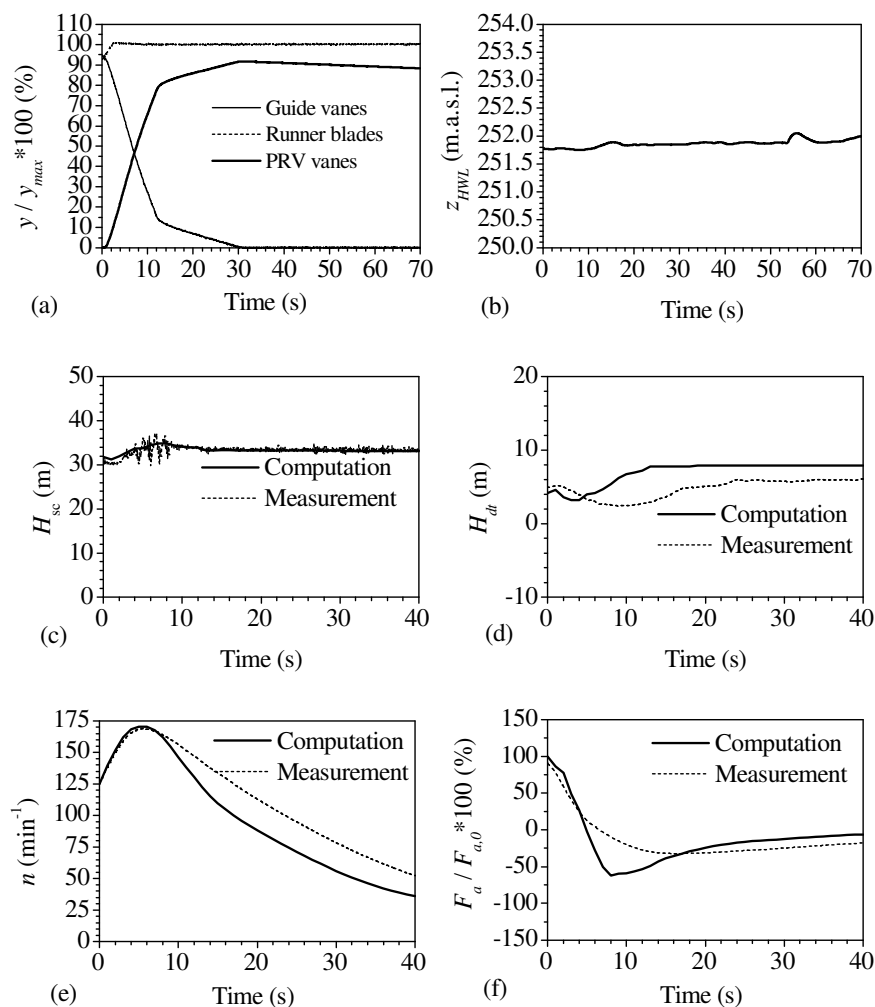 y / y_max *100 (%)
110
100
90
80
70
60
50
40
30
20
10
0
Guide vanes
Runner blades
PRV vanes
0 10 20 30 40 50 60 70
Time (s)
(a)
z_HWL (m.a.s.l.)
254.0
253.5
253.0
252.5
252.0
251.5
251.0
250.5
250.0
0 10 20 30 40 50 60 70
Time (s)
(b)
H_sc (m)
50
40
30
20
10
0
Computation
Measurement
0 10 20 30 40
Time (s)
(c)
H_dt (m)
20
10
0
-10
Computation
Measurement
0 10 20 30 40
Time (s)
(d)
n (min⁻¹)
175
150
125
100
75
50
25
0
Computation
Measurement
0 10 20 30 40
Time (s)
(e)
F_a / F_a,0 *100 (%)
150
100
50
0
-50
-100
-150
Computation
Measurement
0 10 20 30 40
Time (s)
(f)